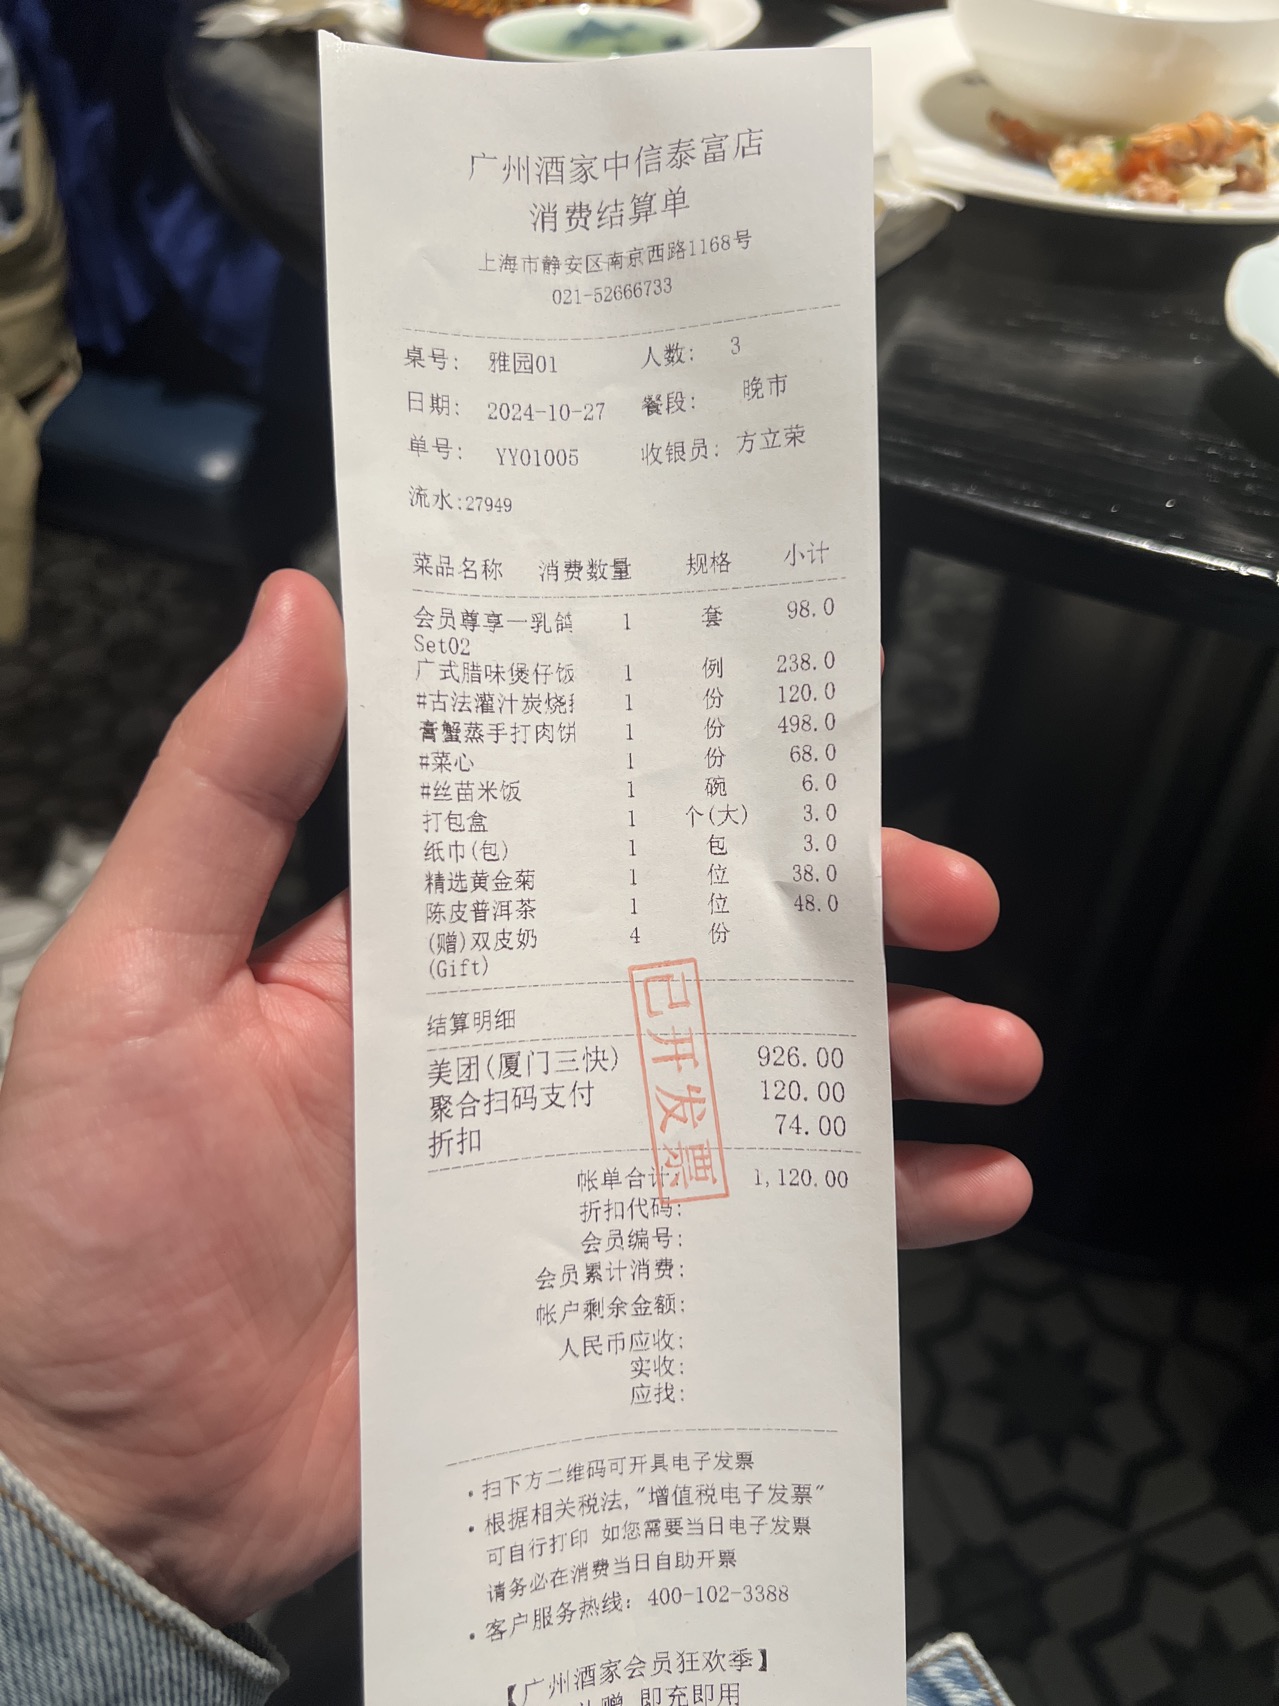 广州酒家中信泰富店
消费结算单
上海市静安区南京西路1168号
021-52666733
桌号: 雅园01 人数: 3
日期: 2024-10-27 餐段: 晚市
单号: YY01005 收银员: 方立荣
流水:27949
菜品名称 消费数量 规格 小计
会员尊享一乳鸽 1 套 98.0
Set02
广式腊味煲仔饭 1 例 238.0
#古法灌汁炭烧 1 份 120.0
膏蟹蒸手打肉饼 1 份 498.0
#菜心 1 份 68.0
#丝苗米饭 1 碗 6.0
打包盒 1 个(大) 3.0
纸巾(包) 1 包 3.0
精选黄金菊 1 位 38.0
陈皮普洱茶 1 位 48.0
(赠)双皮奶 4 份
(Gift)
结算明细
美团(厦门三快) 926.00
聚合扫码支付 120.00
折扣 74.00
已开发票
帐单合计: 1,120.00
折扣代码:
会员编号:
会员累计消费:
帐户剩余金额:
人民币应收:
实收:
应找:
·扫下方二维码可开具电子发票
·根据相关税法,"增值税电子发票"
可自行打印 如您需要当日电子发票
请务必在消费当日自助开票
·客户服务热线: 400-102-3388
【广州酒家会员狂欢季】
赠 即充即用